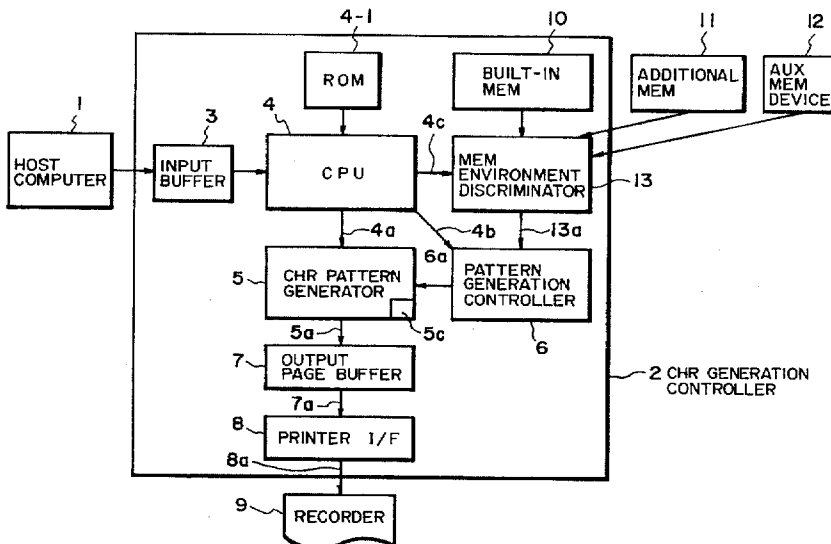 4-1
10
11
12
ROM
BUILT-IN
MEM
ADDITIONAL
MEM
AUX
MEM
DEVICE
1
3
4
4c
HOST
COMPUTER
INPUT
BUFFER
CPU
MEM
ENVIRONMENT
DISCRIMINATOR
13
4a
4b
13a
6a
5
CHR PATTERN
GENERATOR
5c
PATTERN
GENERATION
CONTROLLER
6
5a
7
OUTPUT
PAGE BUFFER
2 CHR GENERATION
CONTROLLER
7a
8
PRINTER I/F
8a
9
RECORDER